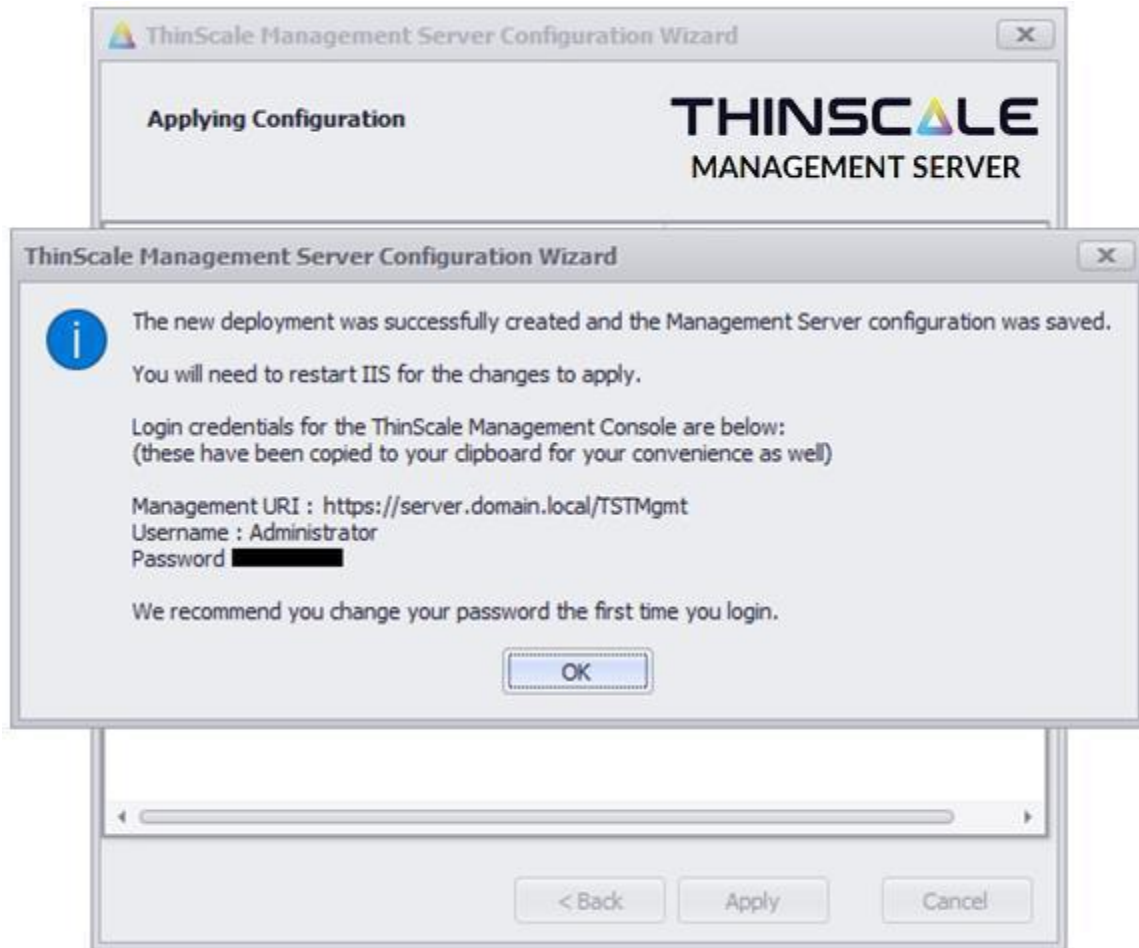 ThinScale Management Server Configuration Wizard
Applying Configuration
THINSCALE
MANAGEMENT SERVER
ThinScale Management Server Configuration Wizard
The new deployment was successfully created and the Management Server configuration was saved.
You will need to restart IIS for the changes to apply.
Login credentials for the ThinScale Management Console are below:
(these have been copied to your clipboard for your convenience as well)
Management URI : https://server.domain.local/TSTMgmt
Username : Administrator
Password
We recommend you change your password the first time you login.
OK
< Back
Apply
Cancel